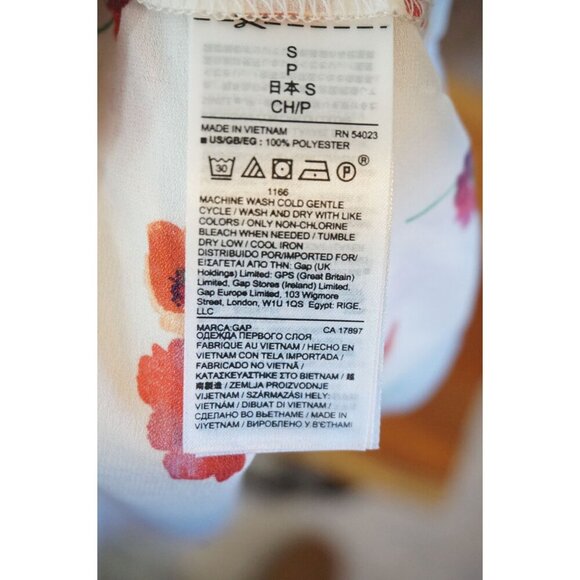 S
P
日本 S
CH/P
MADE IN VIETNAM RN 54023
■ US/GB/EG : 100% POLYESTER
30 P ®
1166
MACHINE WASH COLD GENTLE
CYCLE / WASH AND DRY WITH LIKE
COLORS / ONLY NON-CHLORINE
BLEACH WHEN NEEDED / TUMBLE
DRY LOW / COOL IRON
DISTRIBUIDO POR/IMPORTED FOR/
ΕΙΣΑΓΕΤΑΙ ΑΠΟ ΤΗΝ: Gap (UK
Holdings) Limited: GPS (Great Britain)
Limited, Gap Stores (Ireland) Limited.
Gap Europe Limited, 103 Wigmore
Street, London, W1U 1QS Egypt: RIGE,
LLC
MARCA:GAP CA 17897
ОДЕЖДА ПЕРВОГО СЛОЯ
FABRIQUE AU VIETNAM / HECHO EN
VIETNAM CON TELA IMPORTADA /
FABRICADO NO VIETNÃ /
ΚΑΤΑΣΚΕΥΑΣΤΗΚΕ ΣΤΟ ΒΙΕΤΝΑΜ / 越
南製造 / ZEMLJA PROIZVODNJE
VIJETNAM / SZÁRMAZÁSI HELY:
VIETNÁM / DIBUAT DI VIETNAM /
СДЕЛАНО ВО ВЬЕТНАМЕ / MADE IN
VIYETNAM / ВИРОБЛЕНО У В'ЄТНАМІ